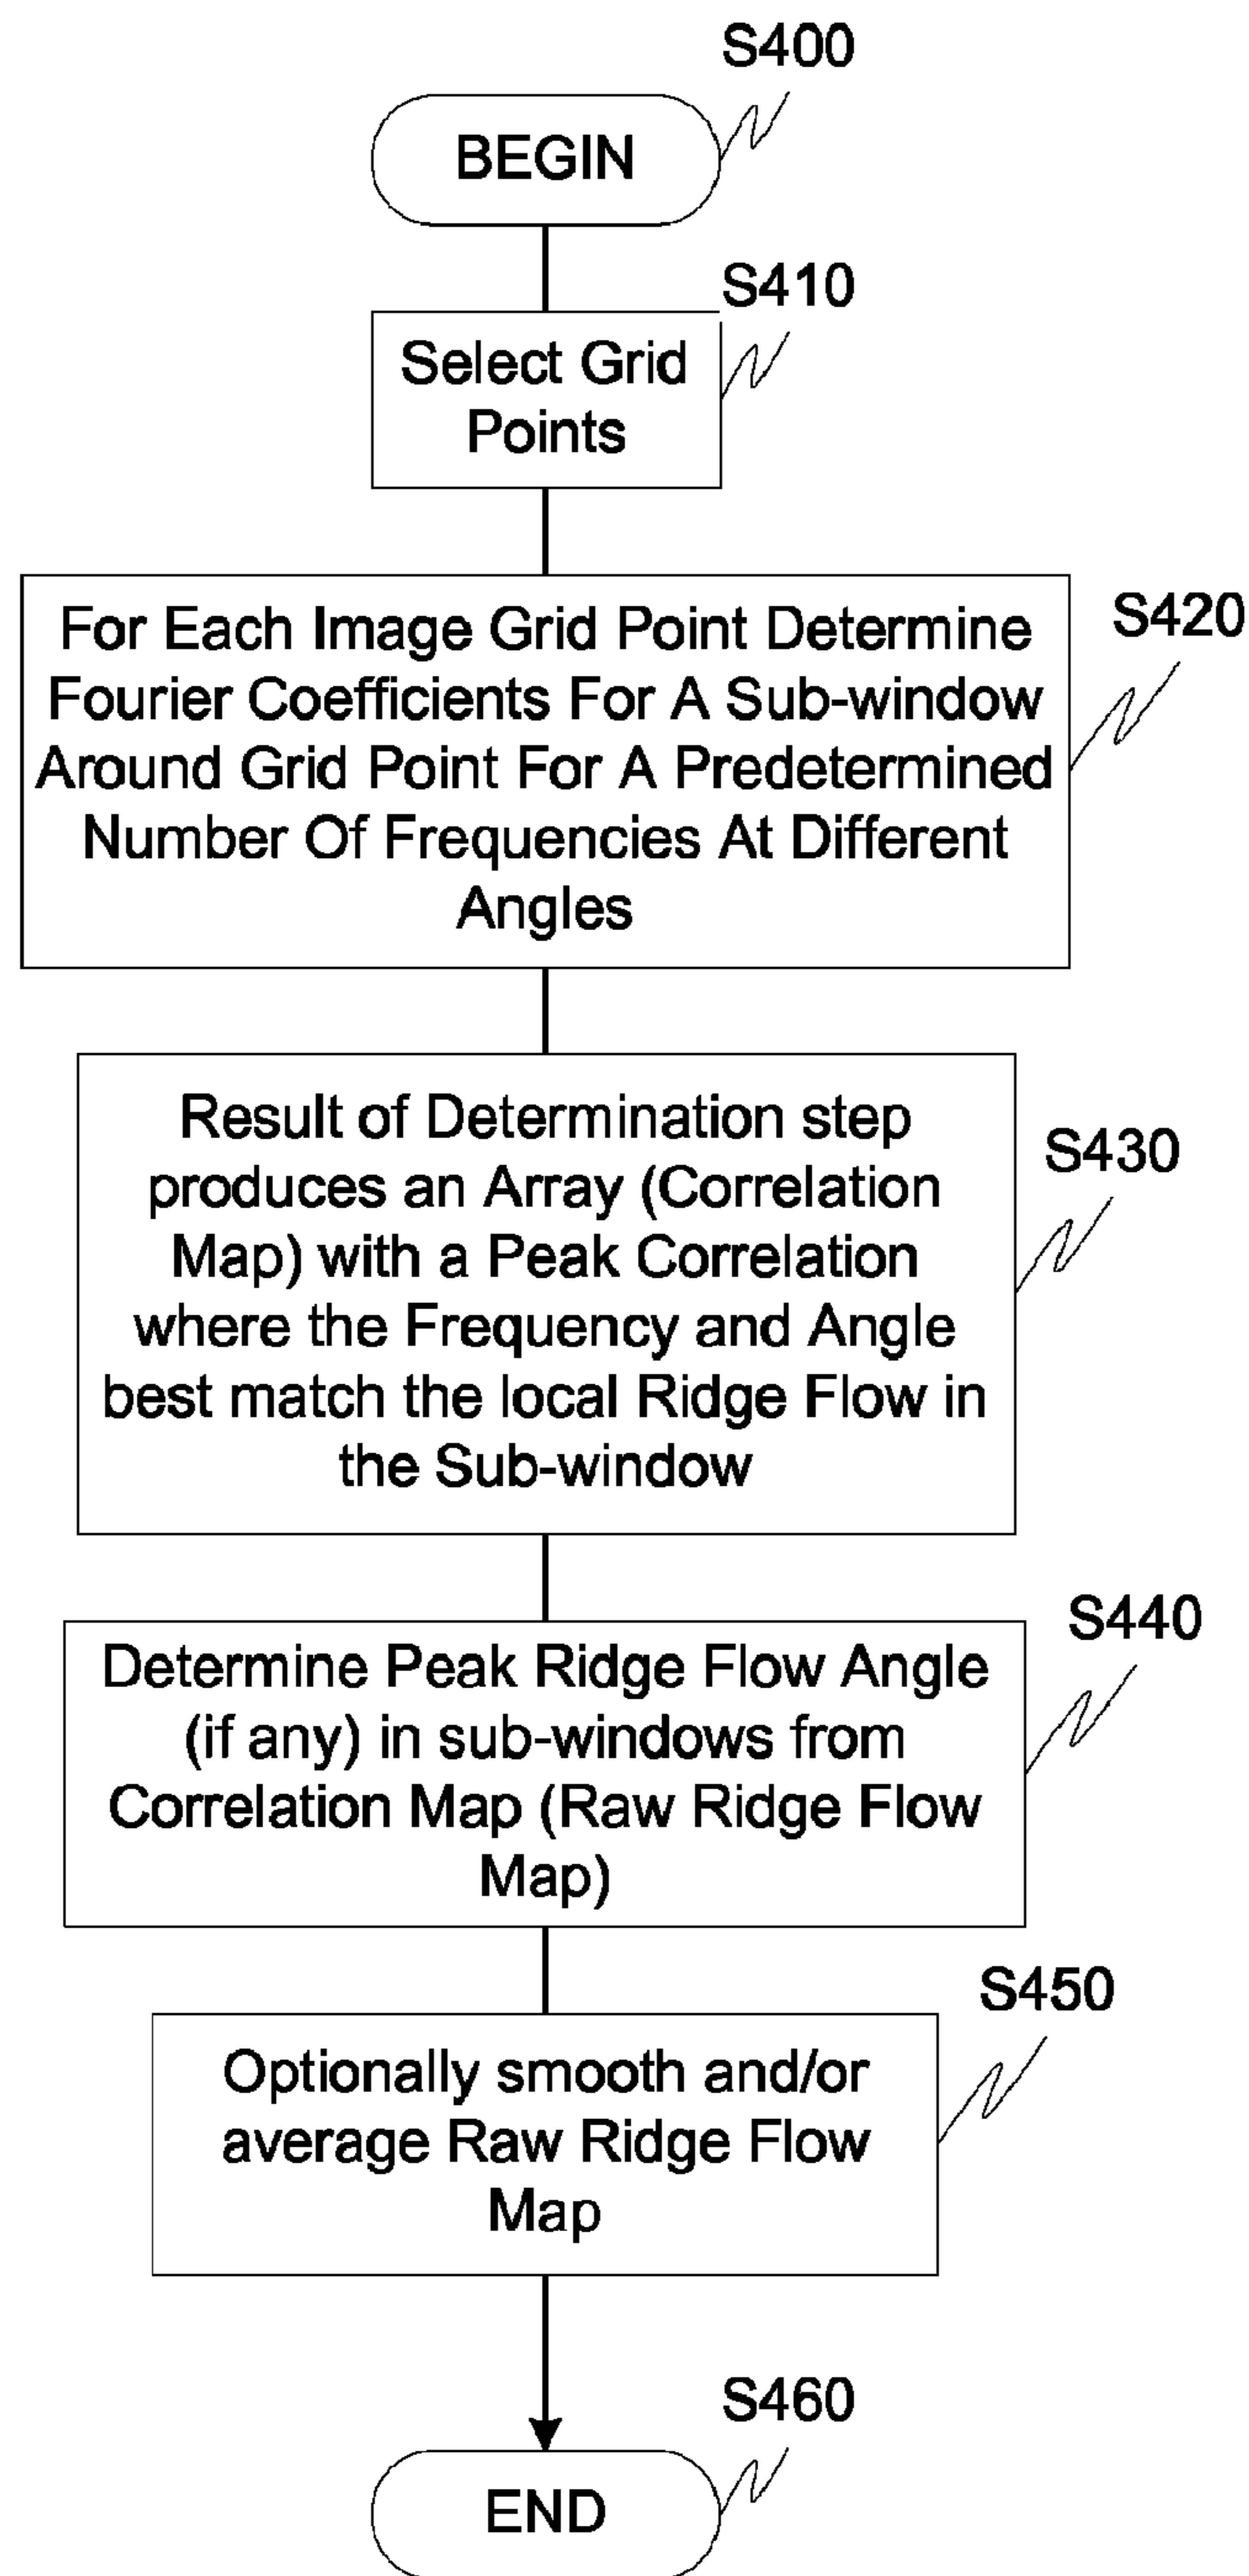 S400
BEGIN
S410
Select Grid
Points
S420
For Each Image Grid Point Determine
Fourier Coefficients For A Sub-window
Around Grid Point For A Predetermined
Number Of Frequencies At Different
Angles
S430
Result of Determination step
produces an Array (Correlation
Map) with a Peak Correlation
where the Frequency and Angle
best match the local Ridge Flow in
the Sub-window
S440
Determine Peak Ridge Flow Angle
(if any) in sub-windows from
Correlation Map (Raw Ridge Flow
Map)
S450
Optionally smooth and/or
average Raw Ridge Flow
Map
S460
END